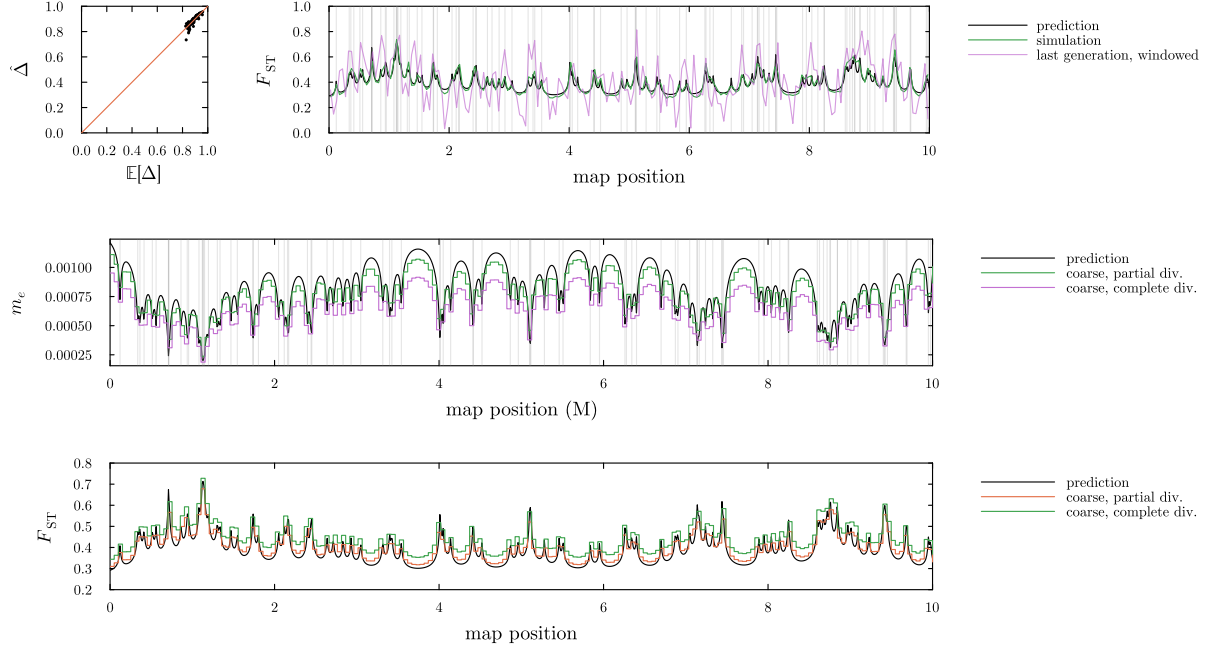 1.0
0.8
0.6
0.4
0.2
0.0
Δ̂
0.0 0.2 0.4 0.6 0.8 1.0
𝔼[Δ]
1.0
0.8
0.6
0.4
0.2
0.0
F_ST
0 2 4 6 8 10
map position
prediction
simulation
last generation, windowed
0.00100
0.00075
0.00050
0.00025
m_e
0 2 4 6 8 10
map position (M)
prediction
coarse, partial div.
coarse, complete div.
0.8
0.7
0.6
0.5
0.4
0.3
0.2
F_ST
0 2 4 6 8 10
map position
prediction
coarse, partial div.
coarse, complete div.